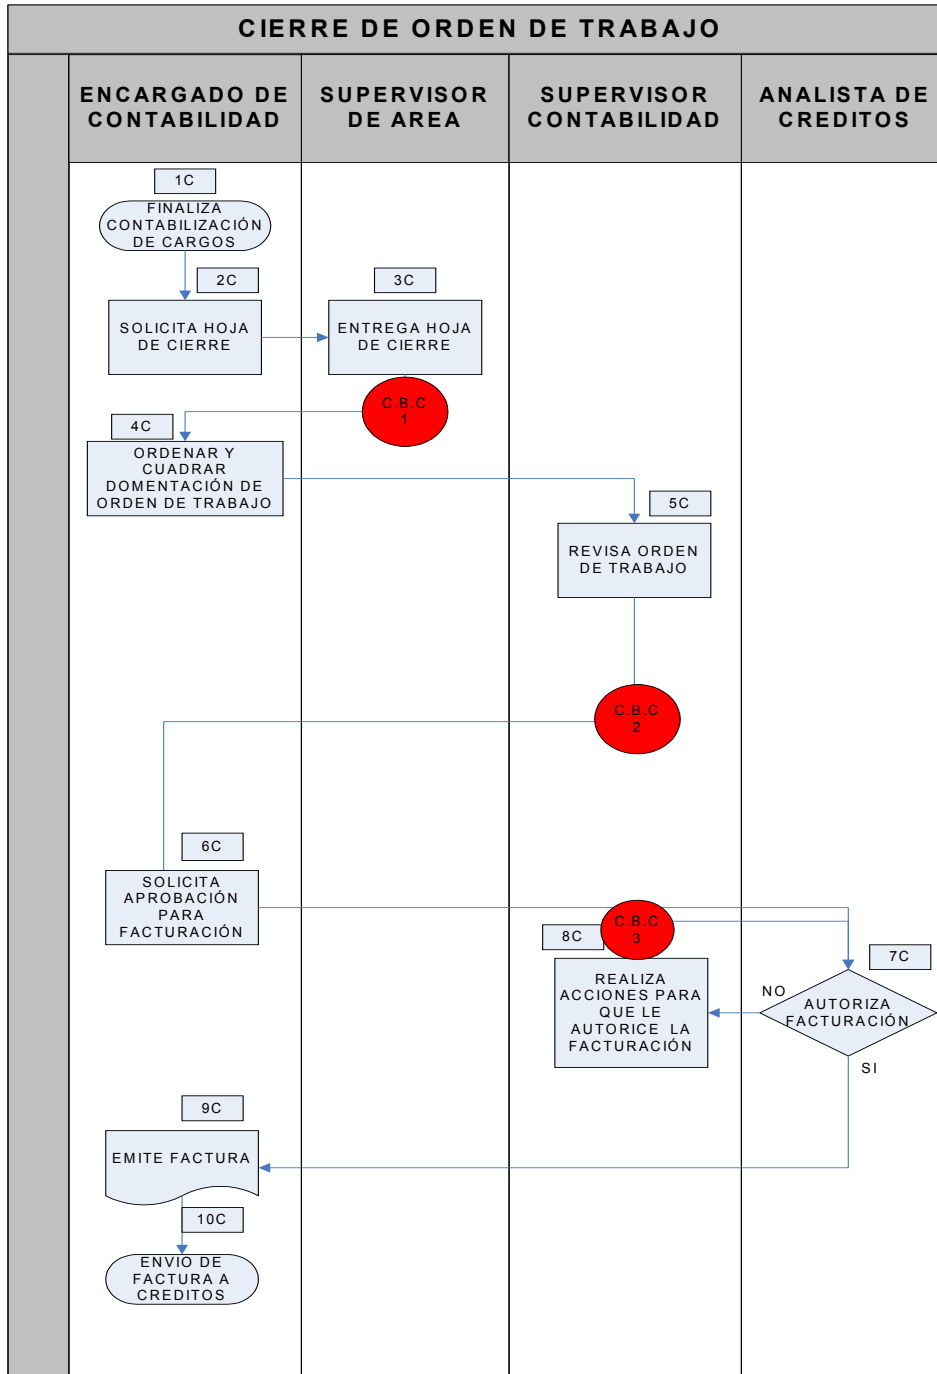 CIERRE DE ORDEN DE TRABAJO
ENCARGADO DE
CONTABILIDAD
SUPERVISOR
DE AREA
SUPERVISOR
CONTABILIDAD
ANALISTA DE
CREDITOS
1C
FINALIZA
CONTABILIZACIÓN
DE CARGOS
2C
SOLICITA HOJA
DE CIERRE
3C
ENTREGA HOJA
DE CIERRE
C.B.C
1
4C
ORDENAR Y
CUADRAR
DOMENTACIÓN DE
ORDEN DE TRABAJO
5C
REVISA ORDEN
DE TRABAJO
C.B.C
2
6C
SOLICITA
APROBACIÓN
PARA
FACTURACIÓN
C.B.C
3
8C
REALIZA
ACCIONES PARA
QUE LE
AUTORICE LA
FACTURACIÓN
7C
NO
AUTORIZA
FACTURACIÓN
SI
9C
EMITE FACTURA
10C
ENVIO DE
FACTURA A
CREDITOS